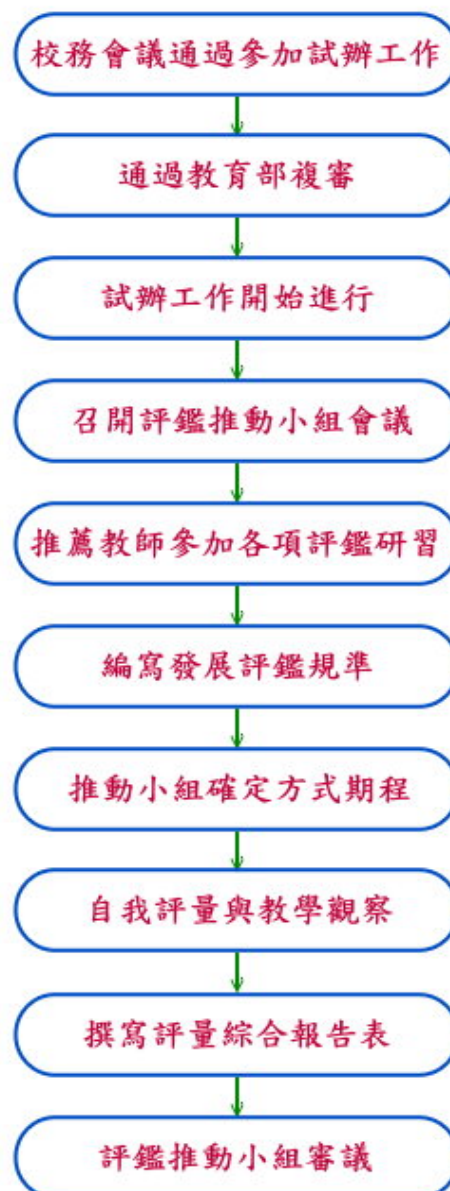 校務會議通過參加試辦工作
通過教育部複審
試辦工作開始進行
召開評鑑推動小組會議
推薦教師參加各項評鑑研習
編寫發展評鑑規準
推動小組確定方式期程
自我評量與教學觀察
撰寫評量綜合報告表
評鑑推動小組審議